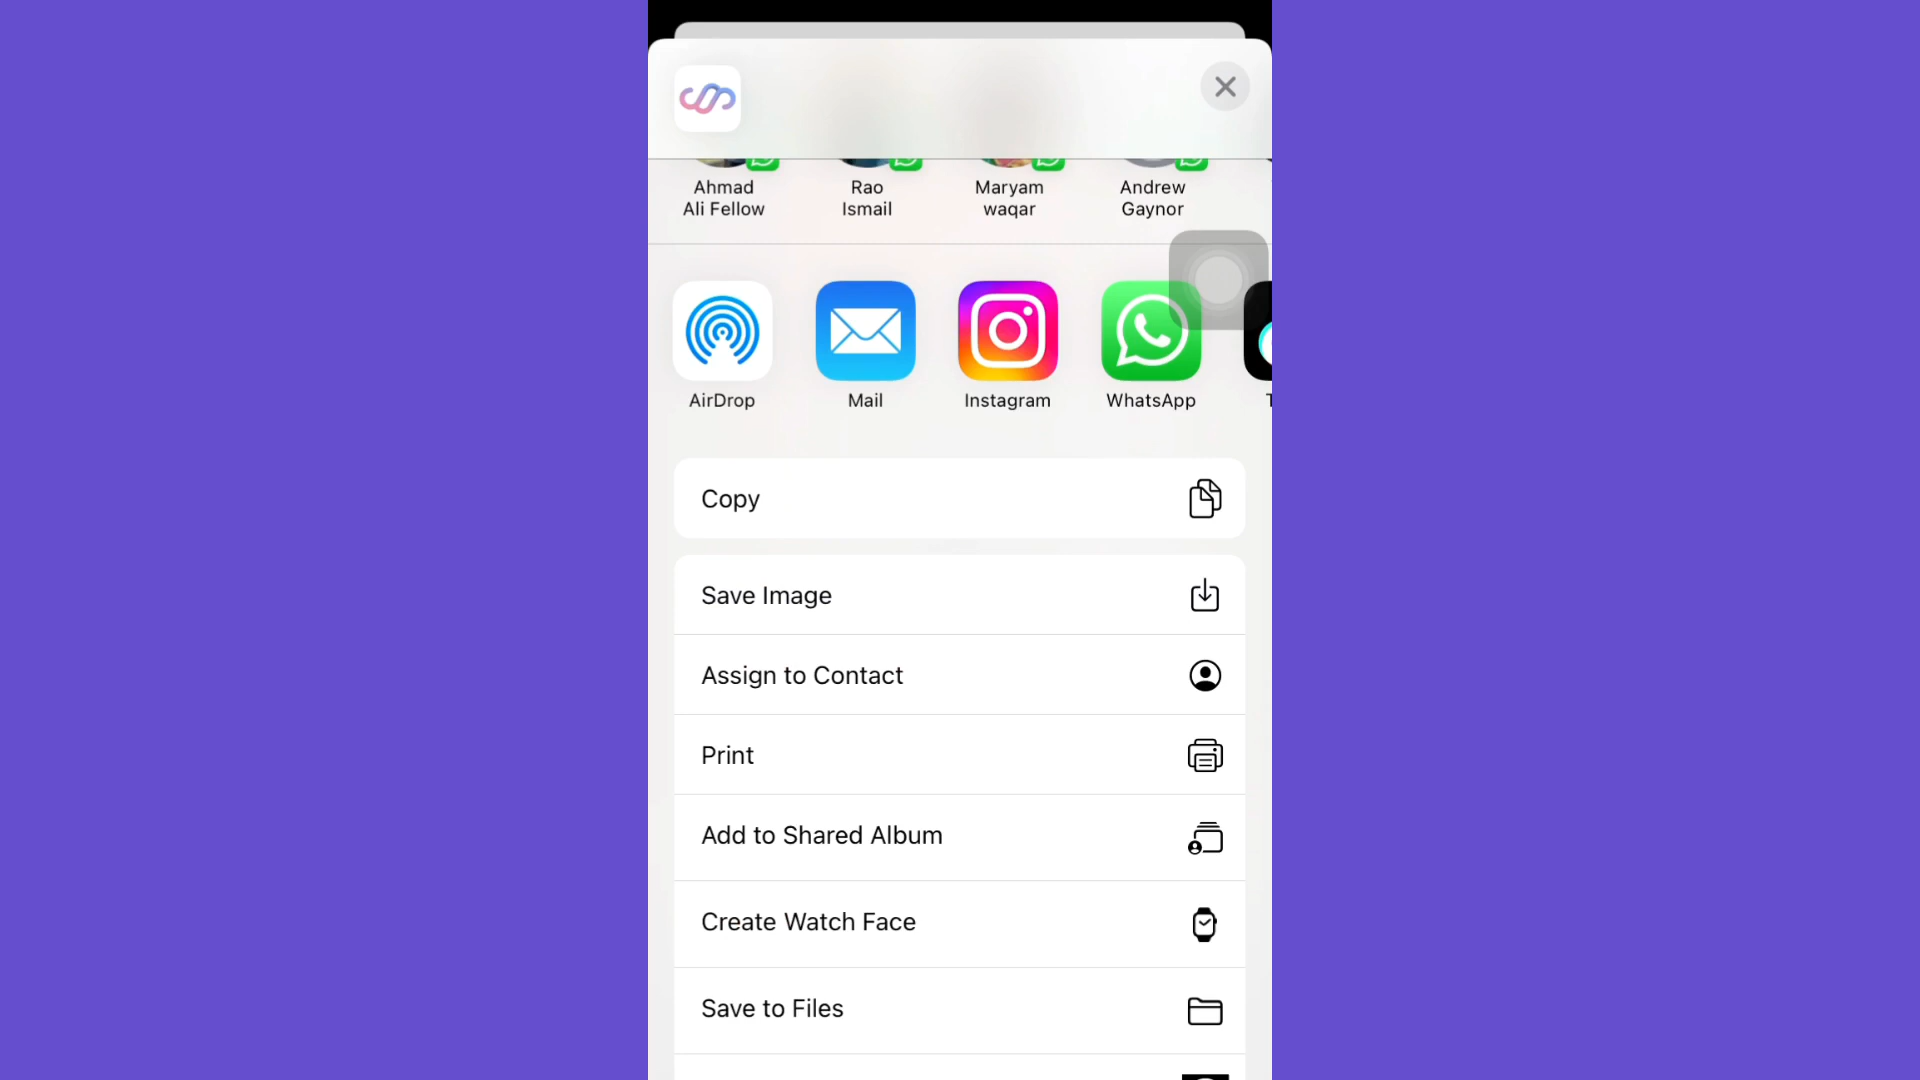 Ahmad
Ali Fellow
Rao
Ismail
Maryam
waqar
Andrew
Gaynor
AirDrop
Mail
Instagram
WhatsApp
Copy
Save Image
Assign to Contact
Print
Add to Shared Album
Create Watch Face
Save to Files